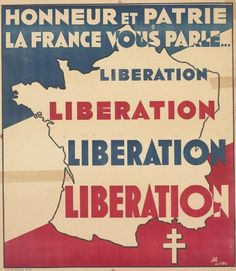 HONNEUR ET PATRIE
LA FRANCE VOUS PARLE...
LIBERATION
LIBERATION
LIBERATION
LIBERATION